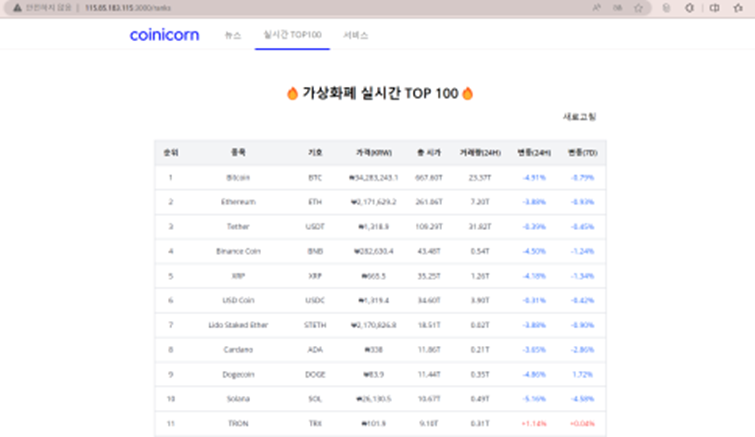 안전하지 않음 | 115.85.183.115:3000/ranks
coinicorn 뉴스 실시간 TOP100 서비스
🔥 가상화폐 실시간 TOP 100 🔥
새로고침
순위 종목 기호 가격(KRW) 총 시가 거래량(24H) 변동(24H) 변동(7D)
1 Bitcoin BTC ₩34,283,243.1 667.60T 23.37T -4.91% -0.79%
2 Ethereum ETH ₩2,171,629.2 261.06T 7.20T -3.88% -0.93%
3 Tether USDT ₩1,318.9 109.29T 31.82T -0.39% -0.45%
4 Binance Coin BNB ₩282,630.4 43.48T 0.54T -4.50% -1.24%
5 XRP XRP ₩665.5 35.25T 1.26T -4.18% -1.54%
6 USD Coin USDC ₩1,319.4 34.60T 3.90T -0.31% -0.42%
7 Lido Staked Ether STETH ₩2,170,826.8 18.51T 0.02T -3.88% -0.90%
8 Cardano ADA ₩338 11.86T 0.21T -3.65% -2.86%
9 Dogecoin DOGE ₩83.9 11.44T 0.35T -4.86% 1.72%
10 Solana SOL ₩26,130.5 10.67T 0.49T -5.16% -4.59%
11 TRON TRX ₩101.9 9.10T 0.31T +1.14% +0.04%